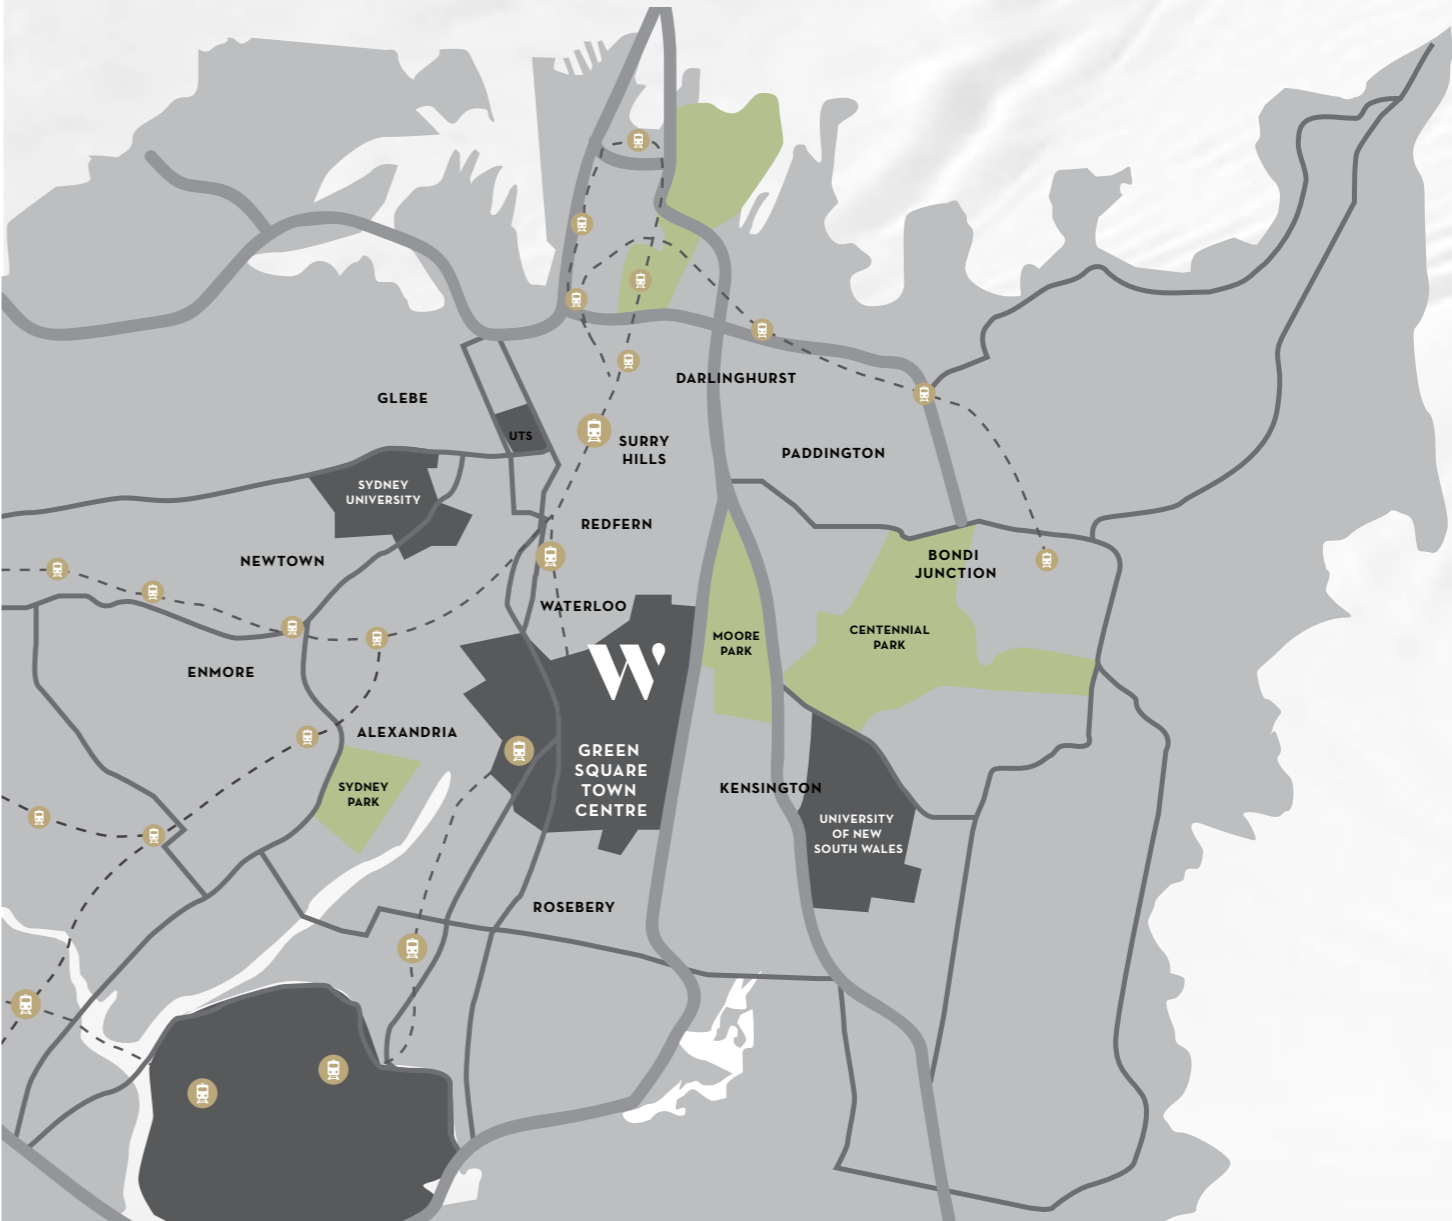 DARLINGHURST
GLEBE
UTS
SURRY
HILLS
PADDINGTON
SYDNEY
UNIVERSITY
REDFERN
NEWTOWN
BONDI
JUNCTION
WATERLOO
MOORE
PARK
CENTENNIAL
PARK
W
ENMORE
ALEXANDRIA
GREEN
SQUARE
TOWN
CENTRE
SYDNEY
PARK
KENSINGTON
UNIVERSITY
OF NEW
SOUTH WALES
ROSEBERY